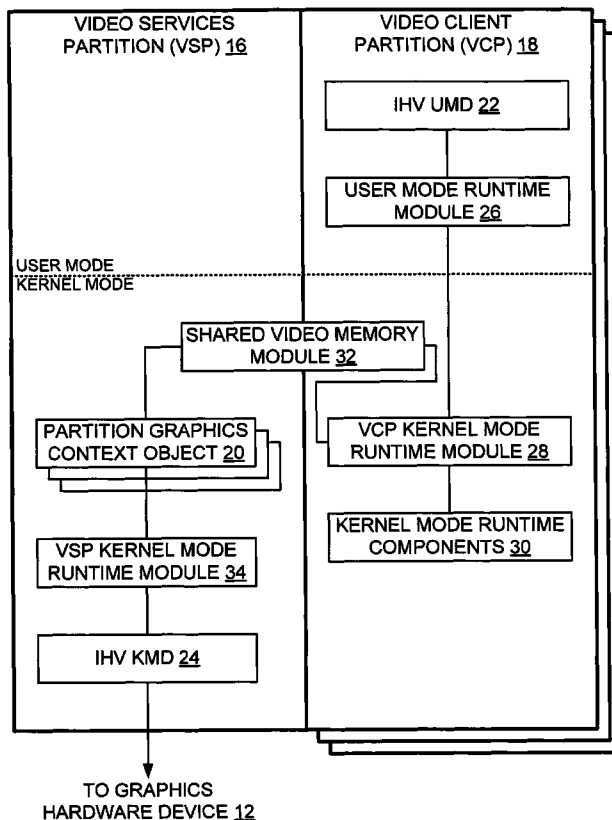 VIDEO SERVICES
PARTITION (VSP) 16
VIDEO CLIENT
PARTITION (VCP) 18
IHV UMD 22
USER MODE RUNTIME
MODULE 26
USER MODE
KERNEL MODE
SHARED VIDEO MEMORY
MODULE 32
PARTITION GRAPHICS
CONTEXT OBJECT 20
VCP KERNEL MODE
RUNTIME MODULE 28
VSP KERNEL MODE
RUNTIME MODULE 34
KERNEL MODE RUNTIME
COMPONENTS 30
IHV KMD 24
TO GRAPHICS
HARDWARE DEVICE 12